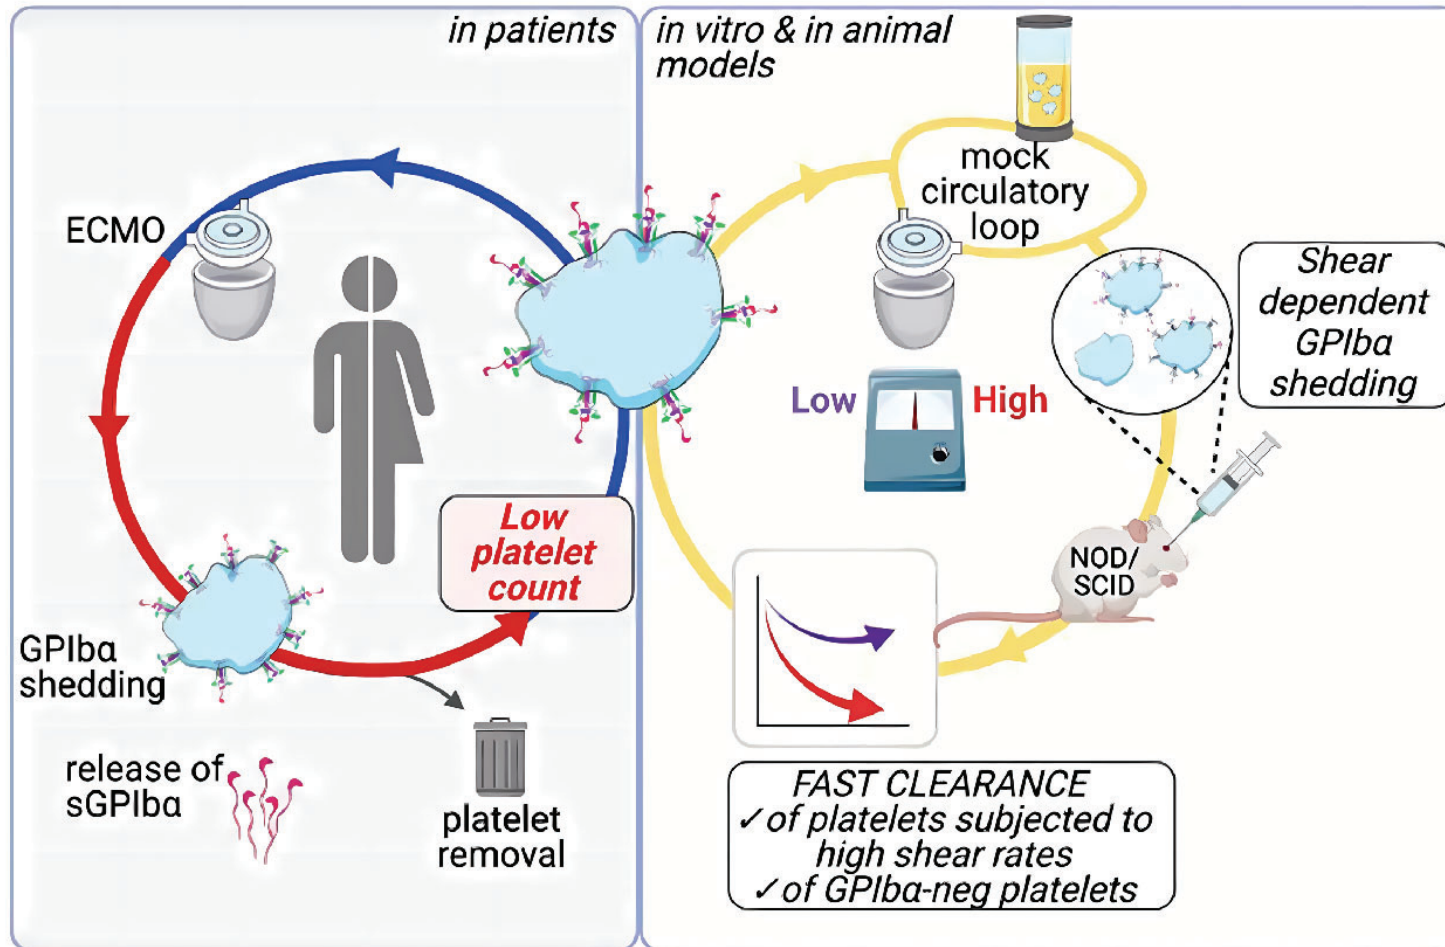 in patients
in vitro & in animal
models
mock
circulatory
loop
ECMO
Shear
dependent
GPIbα
shedding
Low
High
Low
platelet
count
NOD/
SCID
GPIbα
shedding
release of
sGPIbα
platelet
removal
FAST CLEARANCE
✓ of platelets subjected to
high shear rates
✓ of GPIbα-neg platelets